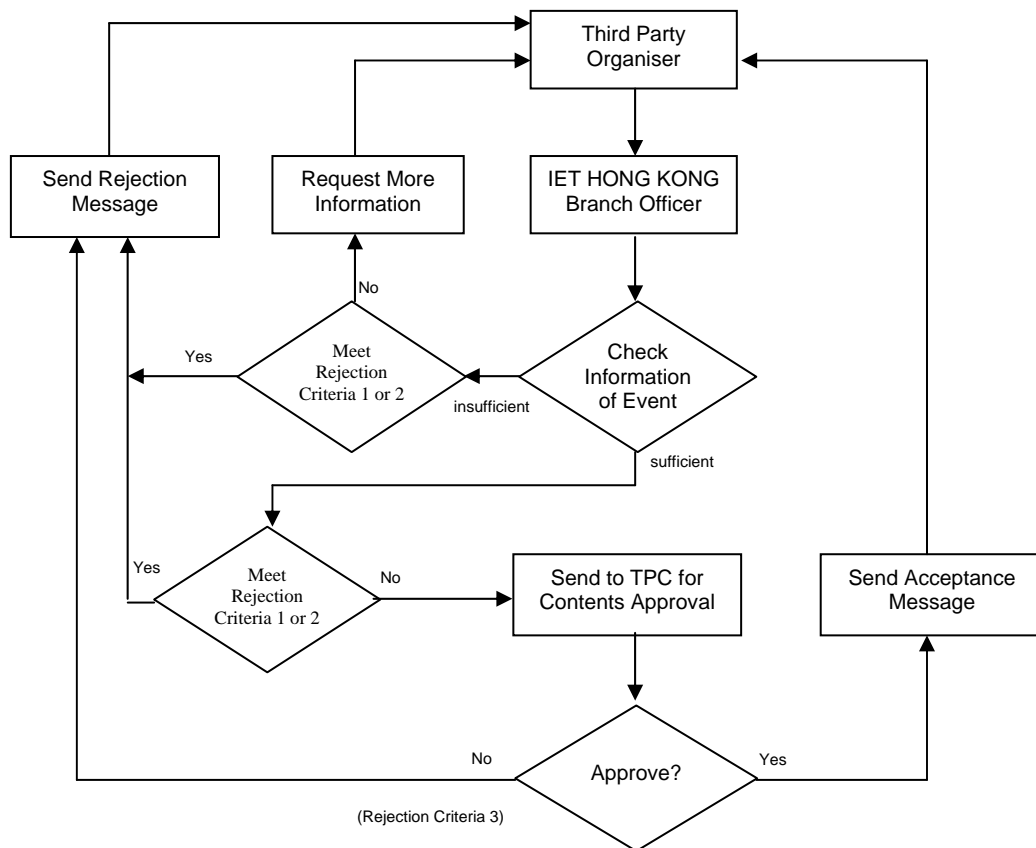 Third Party
Organiser
Send Rejection
Message
Request More
Information
IET HONG KONG
Branch Officer
No
Yes
Meet
Rejection
Criteria 1 or 2
insufficient
Check
Information
of Event
sufficient
Yes
Meet
Rejection
Criteria 1 or 2
No
Send to TPC for
Contents Approval
Send Acceptance
Message
No
Approve?
Yes
(Rejection Criteria 3)